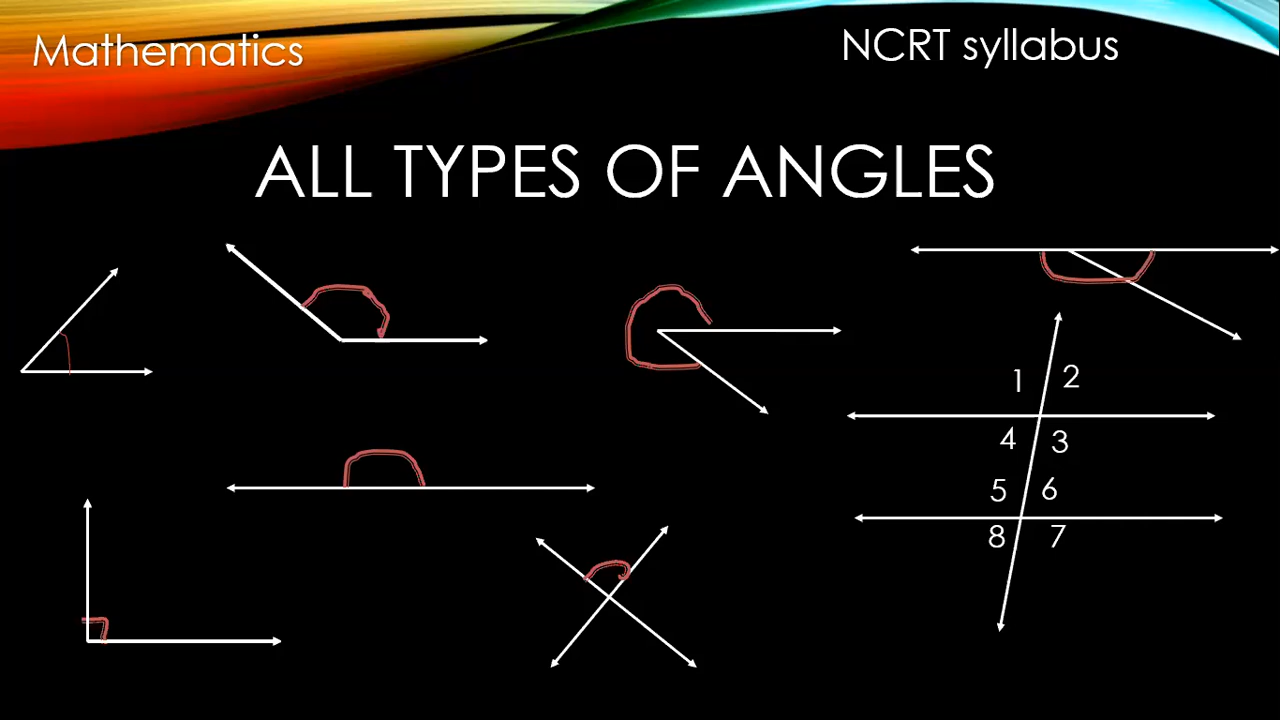 Mathematics
NCRT syllabus
ALL TYPES OF ANGLES
1 2
4 3
5 6
8 7